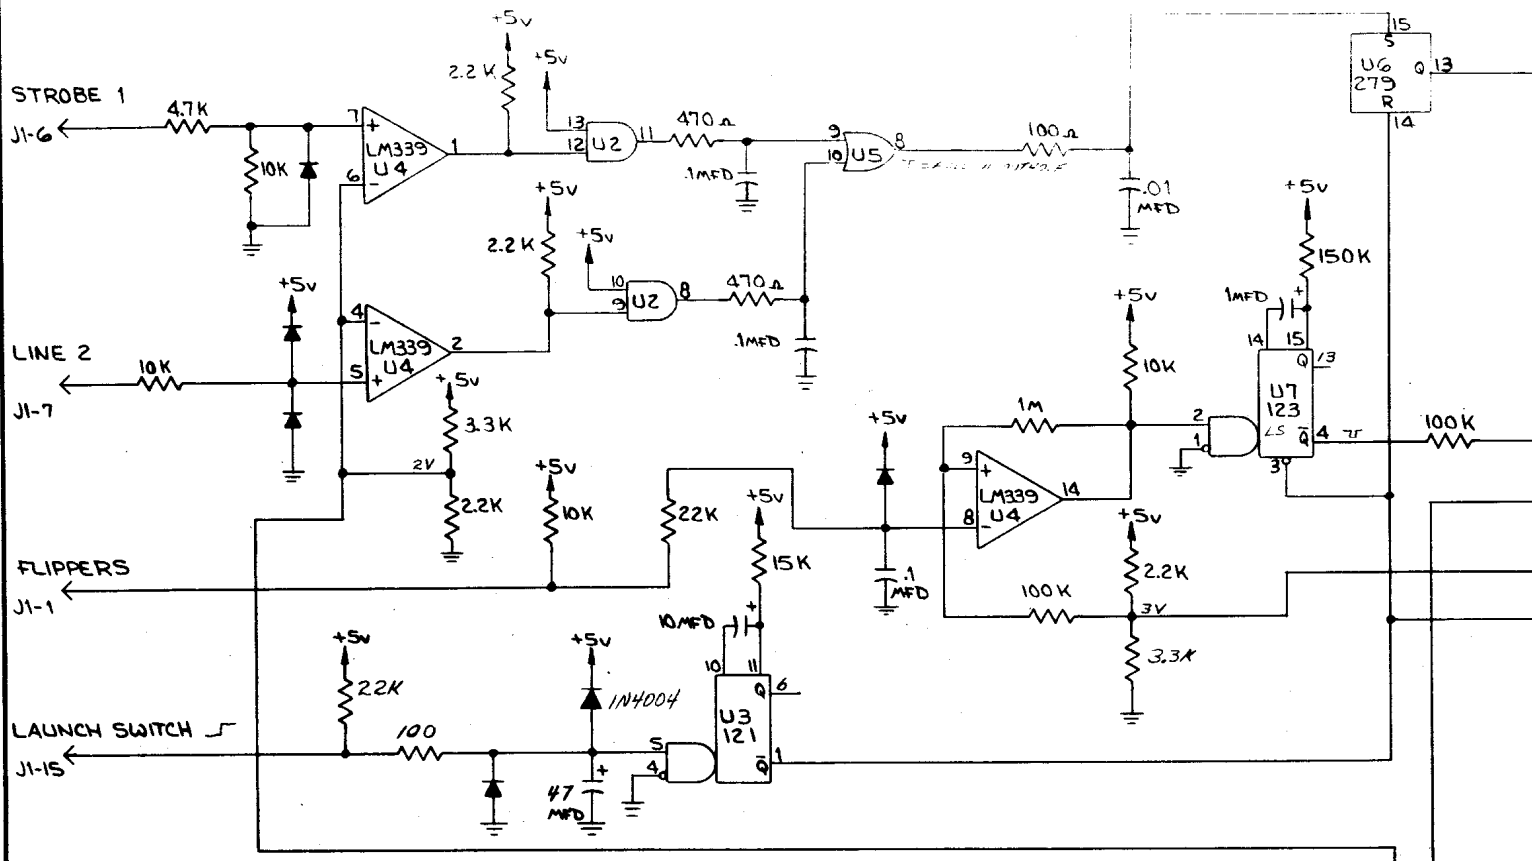 STROBE 1
J1-6
4.7K
10K
7
+
6
-
LM339
U4
1
+5v
2.2K
+5v
13
12
U2
11
470Ω
.1MFD
9
10
U5
8
100Ω
.01
MFD
15
S
U6
279
Q
13
R
14
LINE 2
J1-7
10K
+5v
4
-
5
+
LM339
U4
2
+5v
2.2K
+5v
10
9
U2
8
470Ω
.1MFD
+5v
3.3K
2V
2.2K
FLIPPERS
J1-1
+5v
10K
22K
+5v
.1
MFD
9
+
8
-
LM339
U4
14
1M
+5v
10K
100K
+5v
2.2K
3V
3.3K
+5v
150K
1MFD
+
14
15
Q
13
U7
123
LS
Q̅
4
2
1
3
100K
LAUNCH SWITCH
J1-15
+5v
22K
100
+5v
1N4004
47
MFD
+
5
4
+5v
15K
10MFD
+
10
11
Q
6
U3
121
Q̅
1